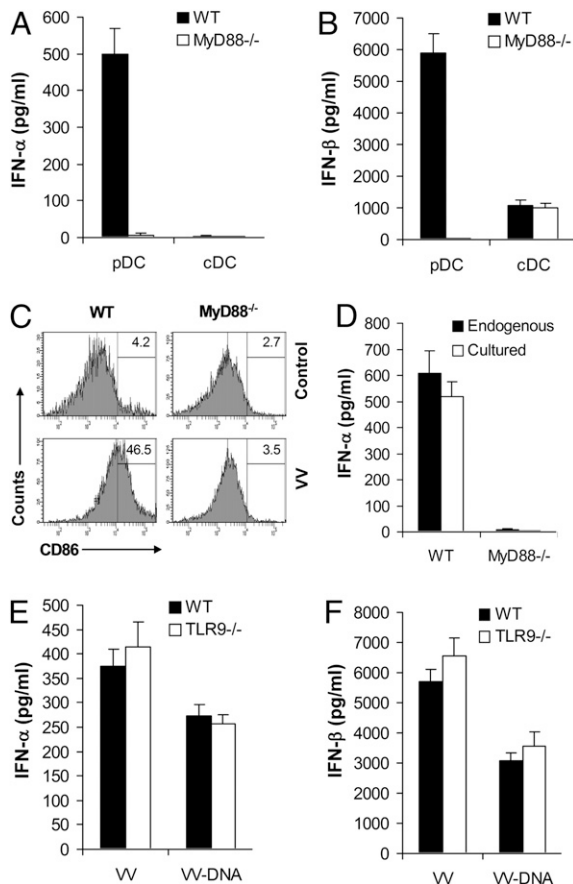 A
WT
MyD88-/-
IFN-α (pg/ml)
600
500
400
300
200
100
0
pDC
cDC
B
WT
MyD88-/-
IFN-β (pg/ml)
7000
6000
5000
4000
3000
2000
1000
0
pDC
cDC
C
WT
MyD88-/-
4.2
2.7
Control
46.5
3.5
VV
Counts
CD86
D
Endogenous
Cultured
IFN-α (pg/ml)
800
700
600
500
400
300
200
100
0
WT
MyD88-/-
E
WT
TLR9-/-
IFN-α (pg/ml)
450
400
350
300
250
200
150
100
50
0
VV
VV-DNA
F
WT
TLR9-/-
IFN-β (pg/ml)
8000
7000
6000
5000
4000
3000
2000
1000
0
VV
VV-DNA